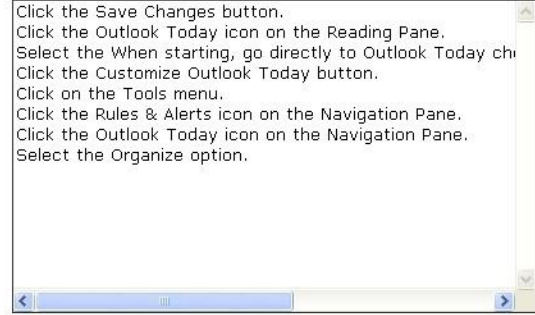 Click the Save Changes button.
Click the Outlook Today icon on the Reading Pane.
Select the When starting, go directly to Outlook Today
Click the Customize Outlook Today button.
Click on the Tools menu.
Click the Rules & Alerts icon on the Navigation Pane.
Click the Outlook Today icon on the Navigation Pane.
Select the Organize option.